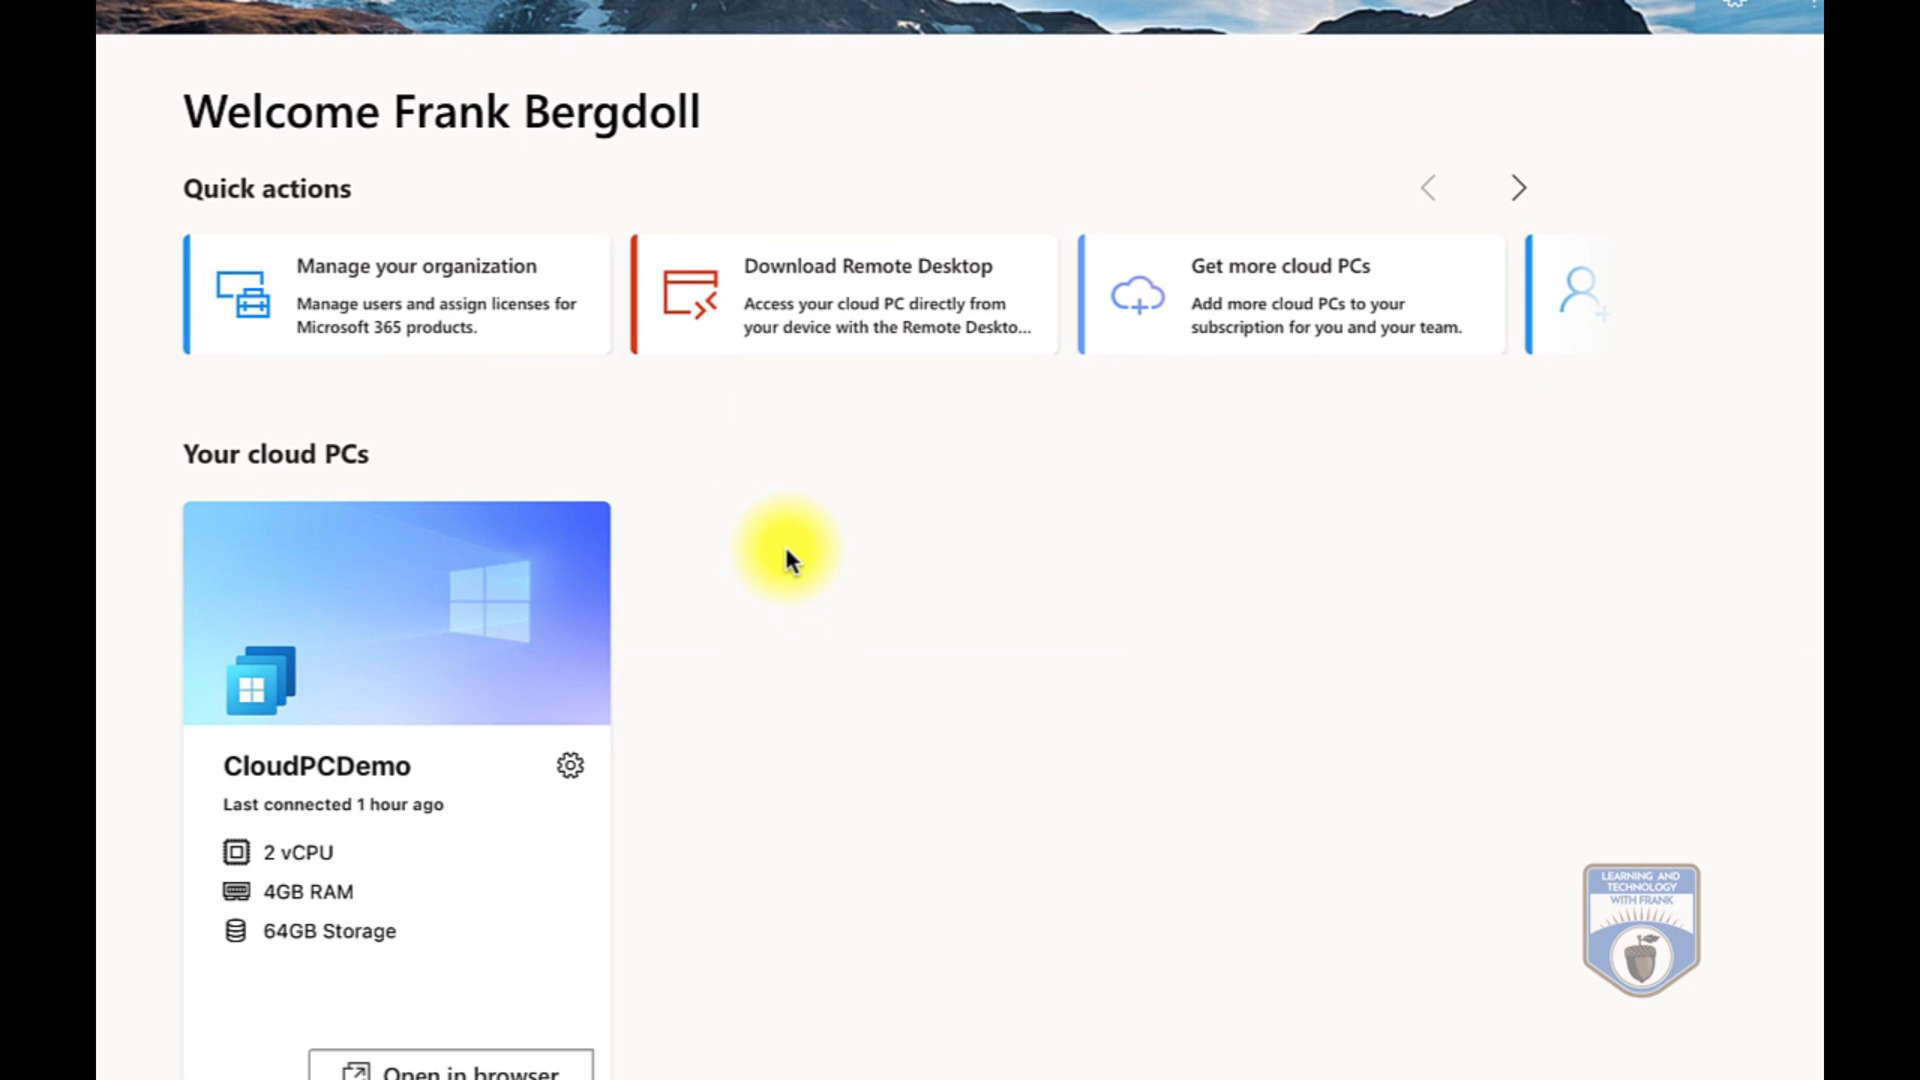 Welcome Frank Bergdoll
Quick actions
Manage your organization
Manage users and assign licenses for
Microsoft 365 products.
Download Remote Desktop
Access your cloud PC directly from
your device with the Remote Deskto...
Get more cloud PCs
Add more cloud PCs to your
subscription for you and your team.
Your cloud PCs
CloudPCDemo
Last connected 1 hour ago
2 vCPU
4GB RAM
64GB Storage
Open in browser
LEARNING AND
TECHNOLOGY
WITH FRANK